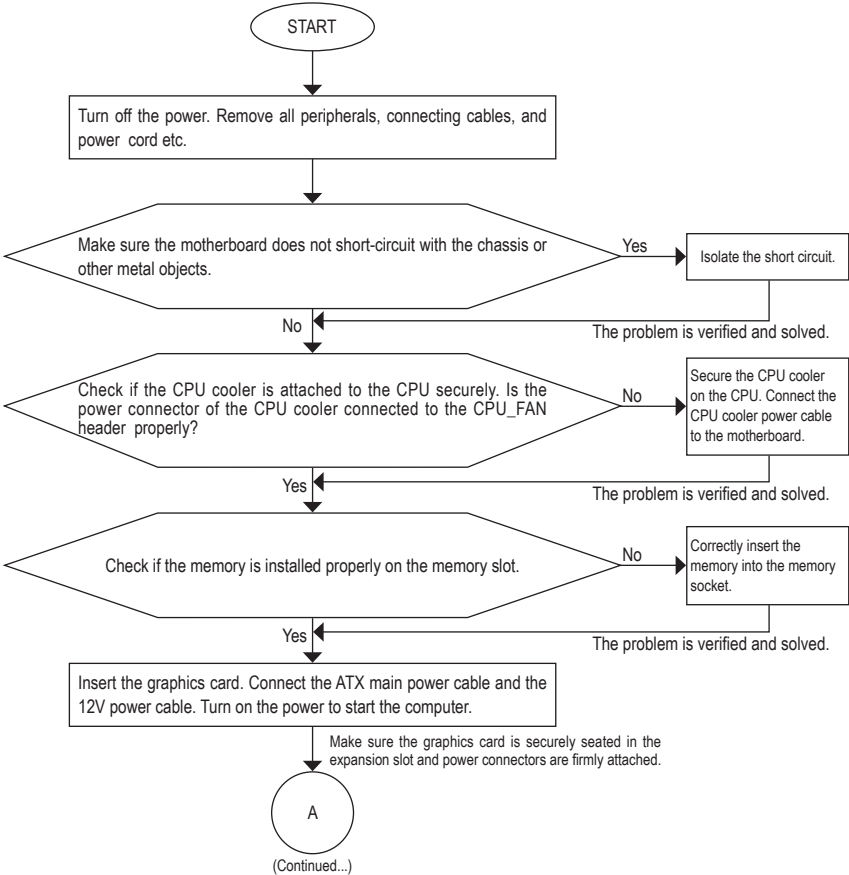 START
Turn off the power. Remove all peripherals, connecting cables, and
power cord etc.
Make sure the motherboard does not short-circuit with the chassis or
other metal objects.
Yes
Isolate the short circuit.
No
The problem is verified and solved.
Check if the CPU cooler is attached to the CPU securely. Is the
power connector of the CPU cooler connected to the CPU_FAN
header properly?
No
Secure the CPU cooler
on the CPU. Connect the
CPU cooler power cable
to the motherboard.
Yes
The problem is verified and solved.
Check if the memory is installed properly on the memory slot.
No
Correctly insert the
memory into the memory
socket.
Yes
The problem is verified and solved.
Insert the graphics card. Connect the ATX main power cable and the
12V power cable. Turn on the power to start the computer.
Make sure the graphics card is securely seated in the
expansion slot and power connectors are firmly attached.
A
(Continued...)